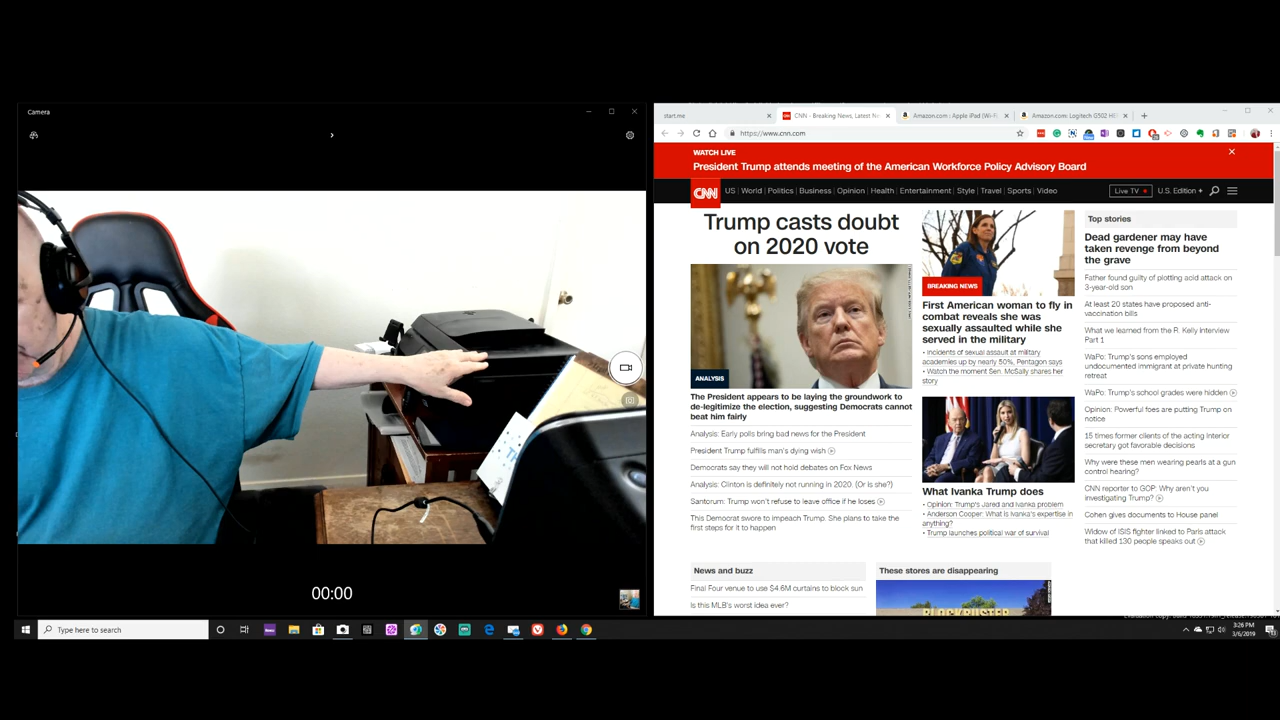 Camera
00:00
start.me
CNN - Breaking News, Latest Ne
Amazon.com : Apple iPad (Wi-Fi,
Amazon.com: Logitech G502 HE
https://www.cnn.com
WATCH LIVE
President Trump attends meeting of the American Workforce Policy Advisory Board
CNN
US | World | Politics | Business | Opinion | Health | Entertainment | Style | Travel | Sports | Video
Live TV
U.S. Edition +
Trump casts doubt
on 2020 vote
ANALYSIS
The President appears to be laying the groundwork to
de-legitimize the election, suggesting Democrats cannot
beat him fairly
Analysis: Early polls bring bad news for the President
President Trump fulfills man's dying wish
Democrats say they will not hold debates on Fox News
Analysis: Clinton is definitely not running in 2020. (Or is she?)
Santorum: Trump won't refuse to leave office if he loses
This Democrat swore to impeach Trump. She plans to take the
first steps for it to happen
News and buzz
Final Four venue to use $4.6M curtains to block sun
Is this MLB's worst idea ever?
BREAKING NEWS
First American woman to fly in
combat reveals she was
sexually assaulted while she
served in the military
• Incidents of sexual assault at military
academies up by nearly 50%, Pentagon says
• Watch the moment Sen. McSally shares her
story
What Ivanka Trump does
• Opinion: Trump's Jared and Ivanka problem
• Anderson Cooper: What is Ivanka's expertise in
anything?
• Trump launches political war of survival
These stores are disappearing
BLOCKBUSTER
Top stories
Dead gardener may have
taken revenge from beyond
the grave
Father found guilty of plotting acid attack on
3-year-old son
At least 20 states have proposed anti-
vaccination bills
What we learned from the R. Kelly interview
Part 1
WaPo: Trump's sons employed
undocumented immigrant at private hunting
retreat
WaPo: Trump's school grades were hidden
Opinion: Powerful foes are putting Trump on
notice
15 times former clients of the acting Interior
secretary got favorable decisions
Why were these men wearing pearls at a gun
control hearing?
CNN reporter to GOP: Why aren't you
investigating Trump?
Cohen gives documents to House panel
Widow of ISIS fighter linked to Paris attack
that killed 130 people speaks out
Type here to search
3:26 PM
3/6/2019